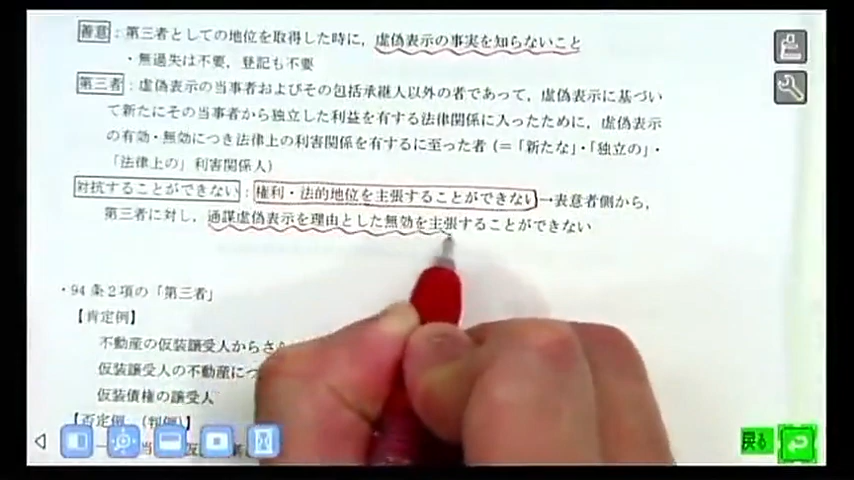 善意：第三者としての地位を取得した時に，虚偽表示の事実を知らないこと
・無過失は不要，登記も不要
第三者：虚偽表示の当事者およびその包括承継人以外の者であって，虚偽表示に基づい
て新たにその当事者から独立した利益を有する法律関係に入ったために，虚偽表示
の有効・無効につき法律上の利害関係を有するに至った者（＝「新たな」・「独立の」・
「法律上の」利害関係人）
対抗することができない：権利・法的地位を主張することができない→表意者側から，
第三者に対し，通謀虚偽表示を理由とした無効を主張することができない
・94条2項の「第三者」
【肯定例】
不動産の仮装譲受人からさら
仮装譲受人の不動産につ
仮装債権の譲受人
【否定例（判例）】
戻る